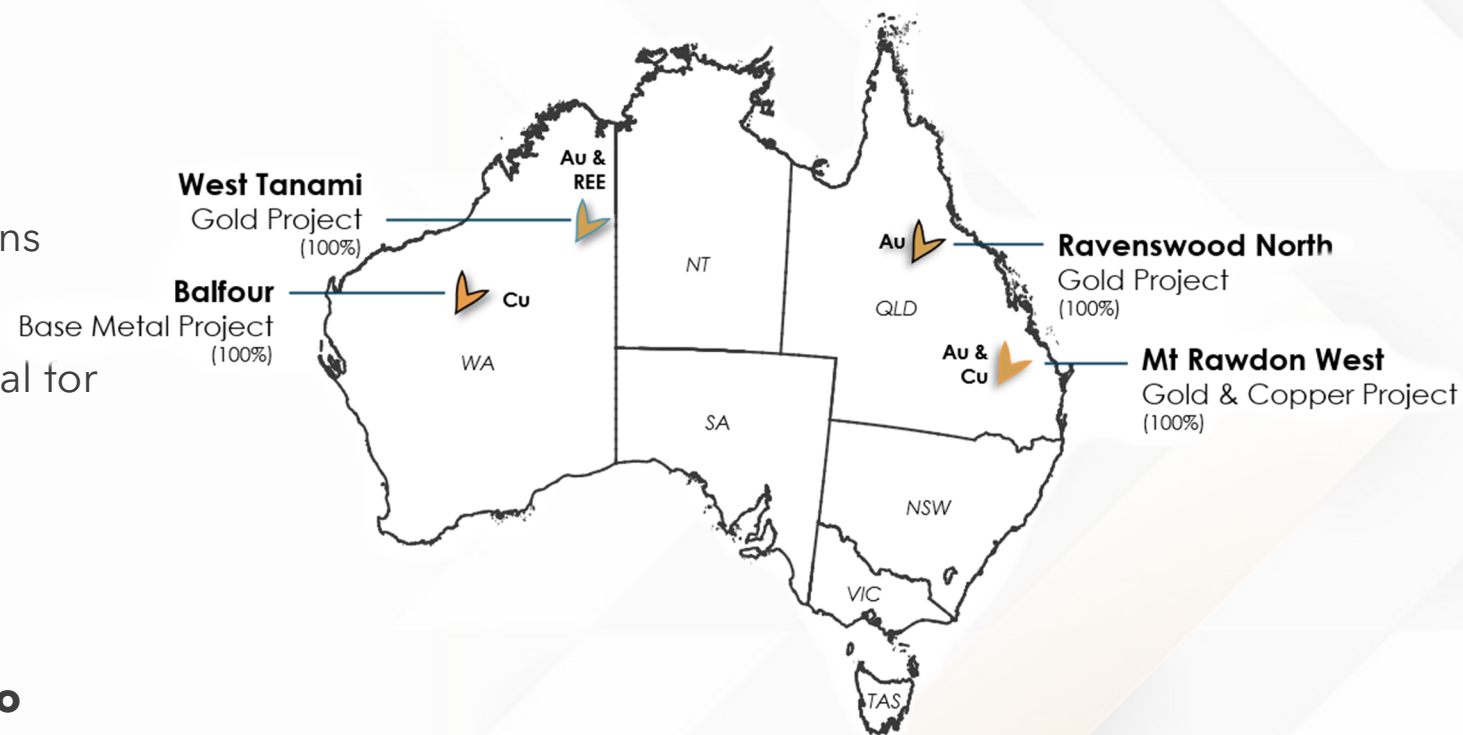 ns
al for
o
West Tanami
Gold Project
(100%)
Au &
REE
Balfour
Base Metal Project
(100%)
Cu
WA
NT
SA
QLD
NSW
VIC
TAS
Au
Ravenswood North
Gold Project
(100%)
Au &
Cu
Mt Rawdon West
Gold & Copper Project
(100%)